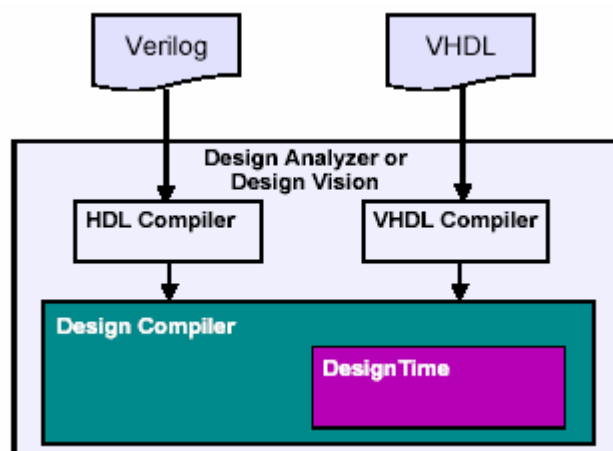 Verilog
VHDL
Design Analyzer or
Design Vision
HDL Compiler
VHDL Compiler
Design Compiler
DesignTime